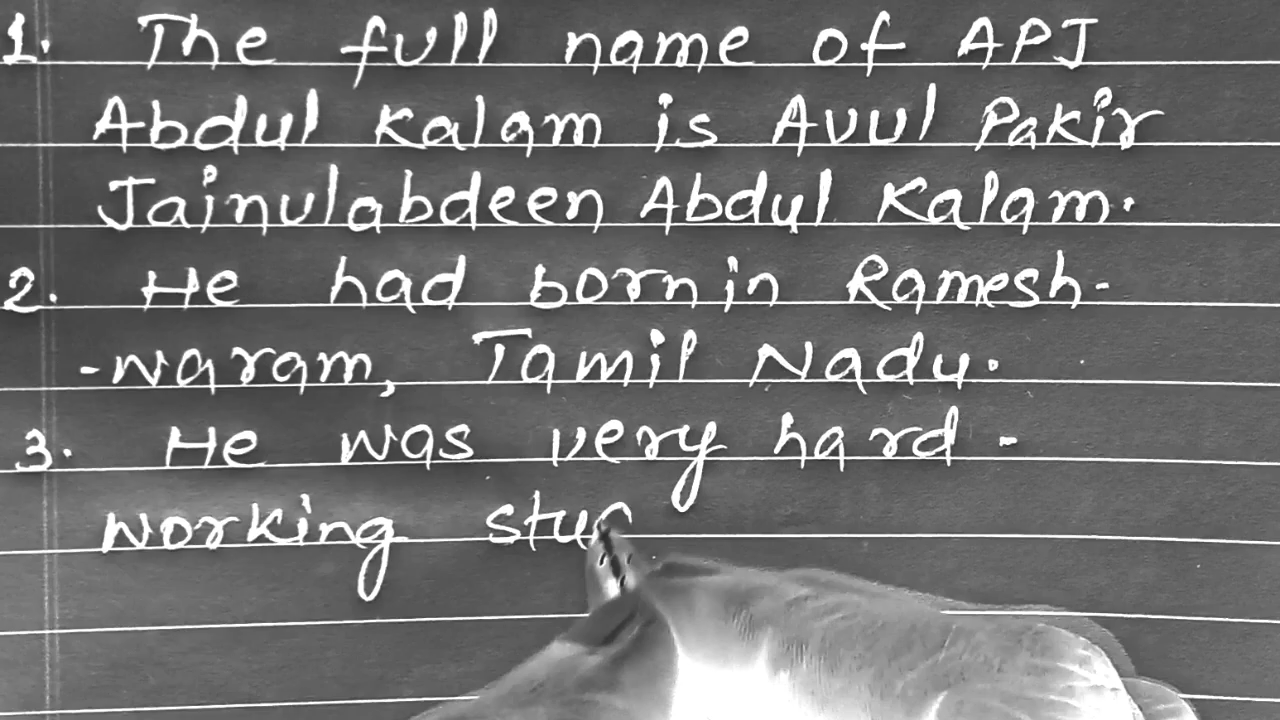 1. The full name of APJ
Abdul Kalam is Avul Pakir
Jainulabdeen Abdul Kalam.
2. He had born in Ramesh-
-waram, Tamil Nadu.
3. He was very hard-
working